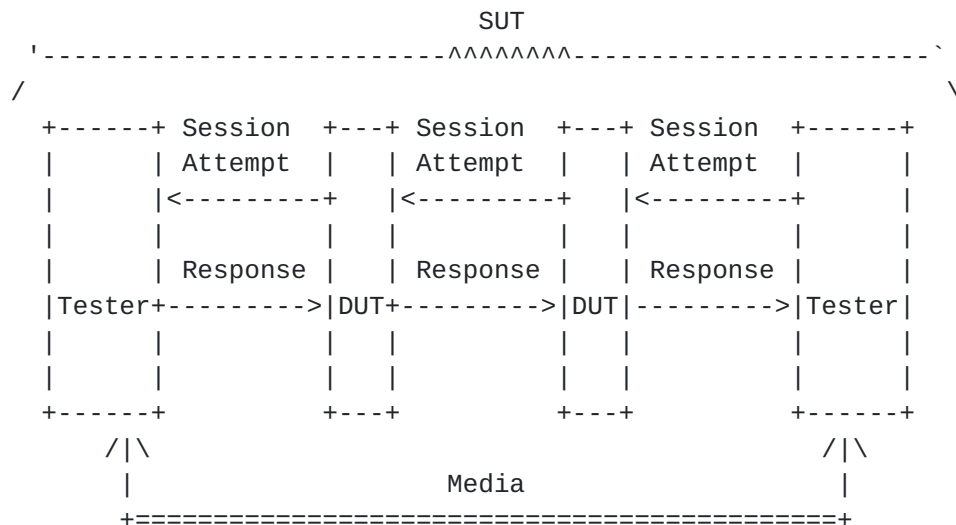 SUT
Session Session Session
Attempt Attempt Attempt
Response Response Response
Tester DUT DUT Tester
Media